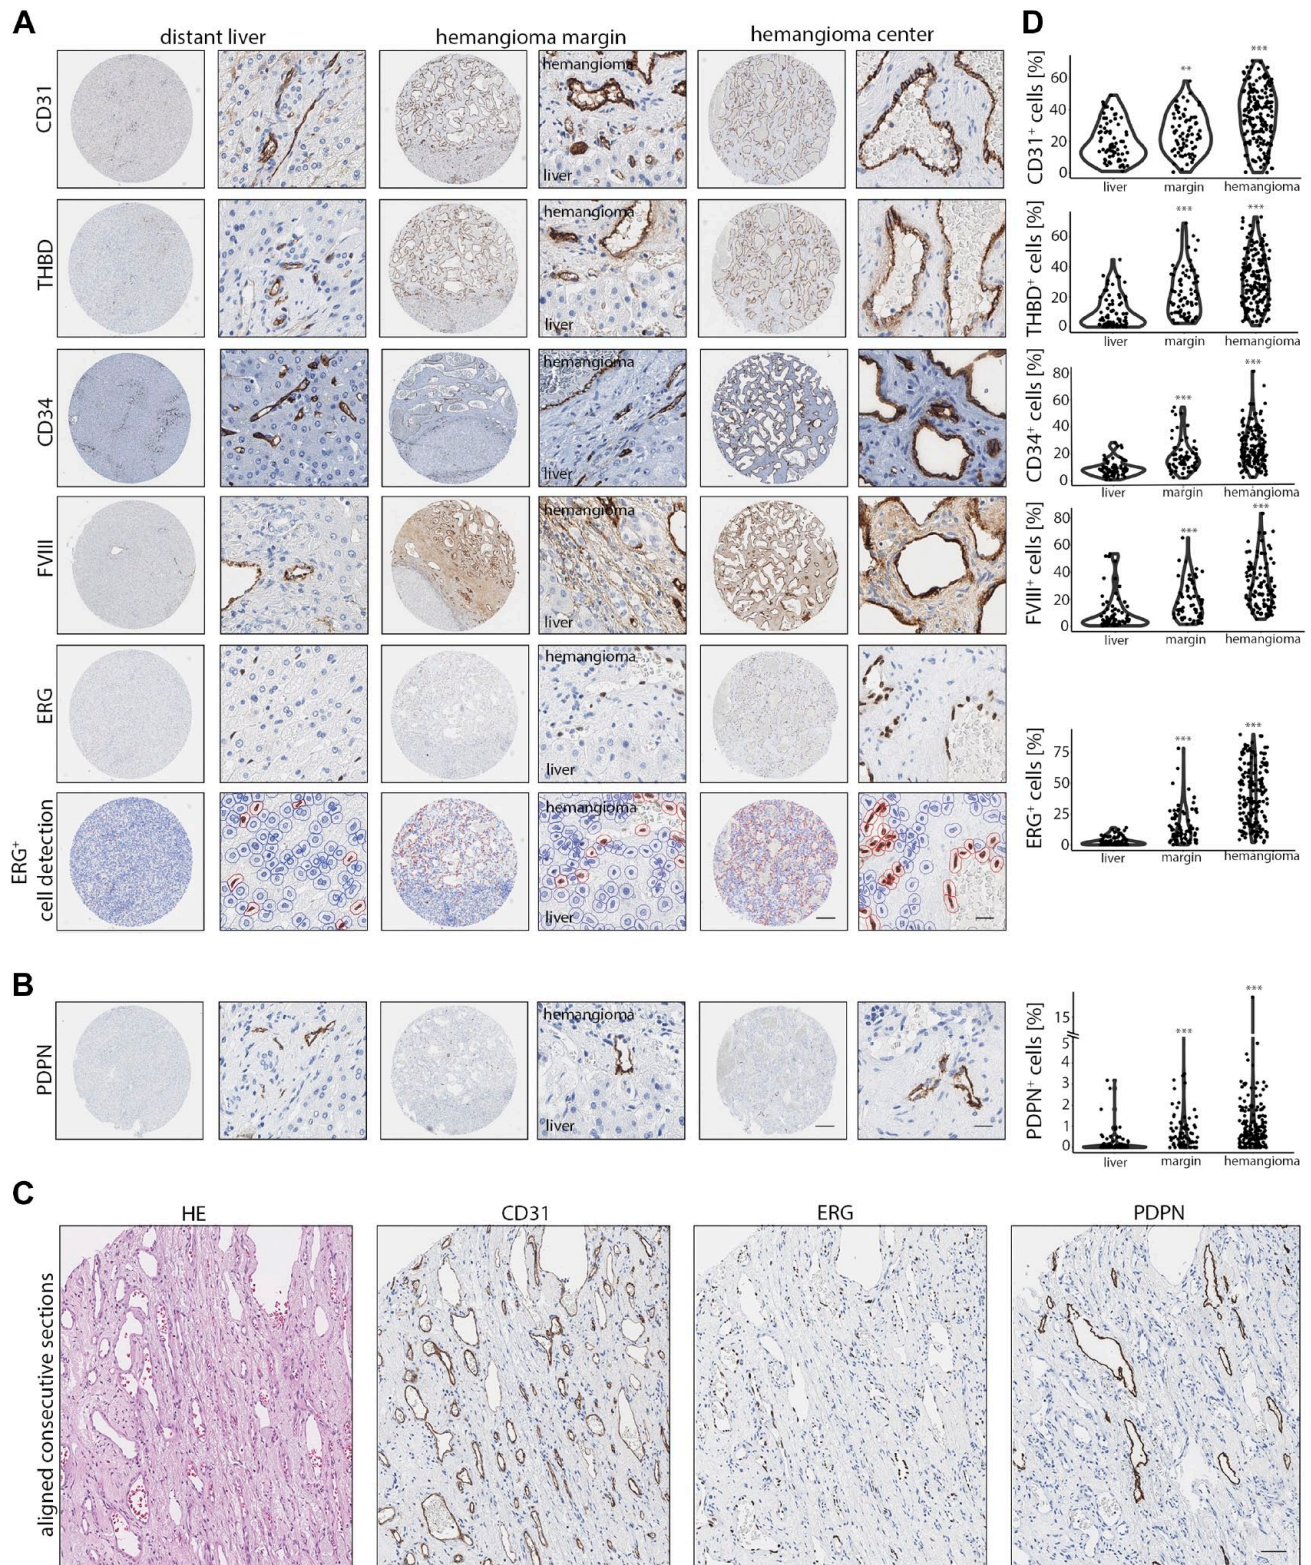 A
distant liver
hemangioma margin
hemangioma center
CD31
hemangioma
liver
THBD
hemangioma
liver
CD34
hemangioma
liver
FVIII
hemangioma
liver
ERG
hemangioma
liver
ERG+
cell detection
hemangioma
liver
D
CD31+ cells [%]
60
40
20
0
**
***
liver
margin
hemangioma
THBD+ cells [%]
60
40
20
0
***
***
liver
margin
hemangioma
CD34+ cells [%]
80
60
40
20
0
***
***
liver
margin
hemangioma
FVIII+ cells [%]
80
60
40
20
0
***
***
liver
margin
hemangioma
ERG+ cells [%]
75
50
25
0
***
***
liver
margin
hemangioma
B
PDPN
hemangioma
liver
PDPN+ cells [%]
15
5
4
3
2
1
0
***
***
liver
margin
hemangioma
C
HE
CD31
ERG
PDPN
aligned consecutive sections